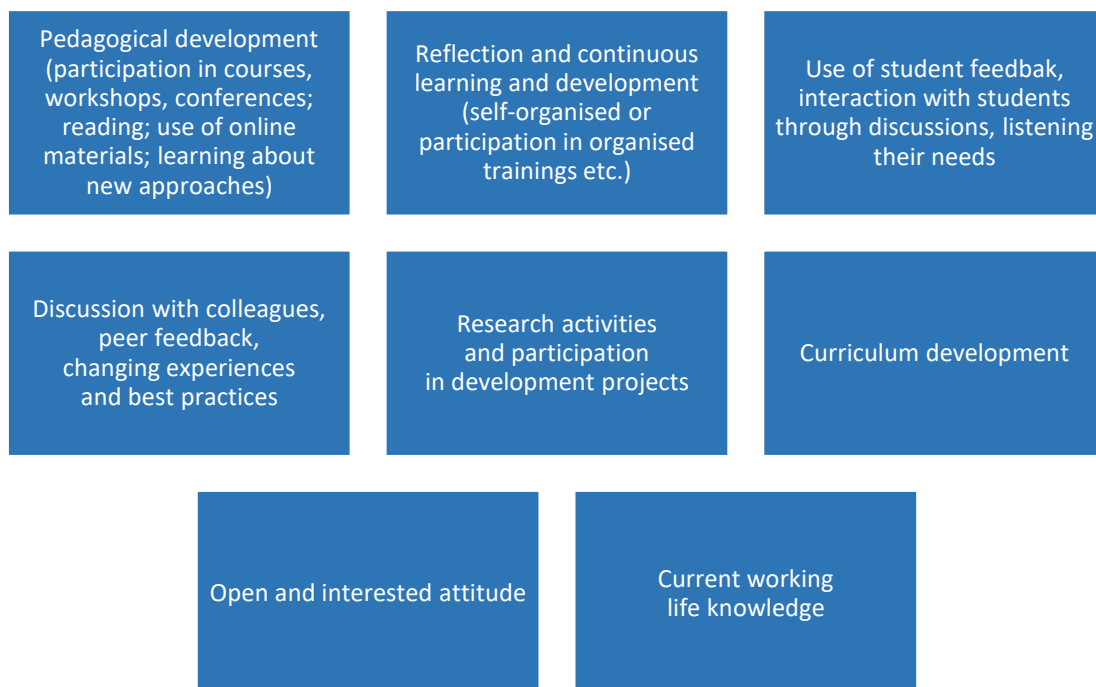 Pedagogical development
(participation in courses,
workshops, conferences;
reading; use of online
materials; learning about
new approaches)
Reflection and continuous
learning and development
(self-organised or
participation in organised
trainings etc.)
Use of student feedbak,
interaction with students
through discussions, listening
their needs
Discussion with colleagues,
peer feedback,
changing experiences
and best practices
Research activities
and participation
in development projects
Curriculum development
Open and interested attitude
Current working
life knowledge